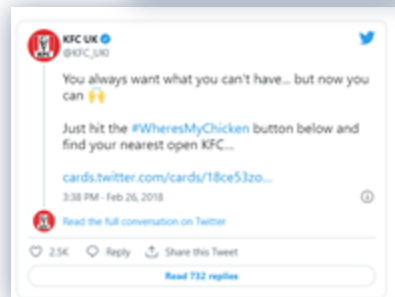 KFC UK
@KFC_UKI
You always want what you can't have... but now you
can 🙌
Just hit the #WheresMyChicken button below and
find your nearest open KFC...
cards.twitter.com/cards/18ce53zo...
3:38 PM · Feb 26, 2018
Read the full conversation on Twitter
2.5K Reply Share this Tweet
Read 732 replies